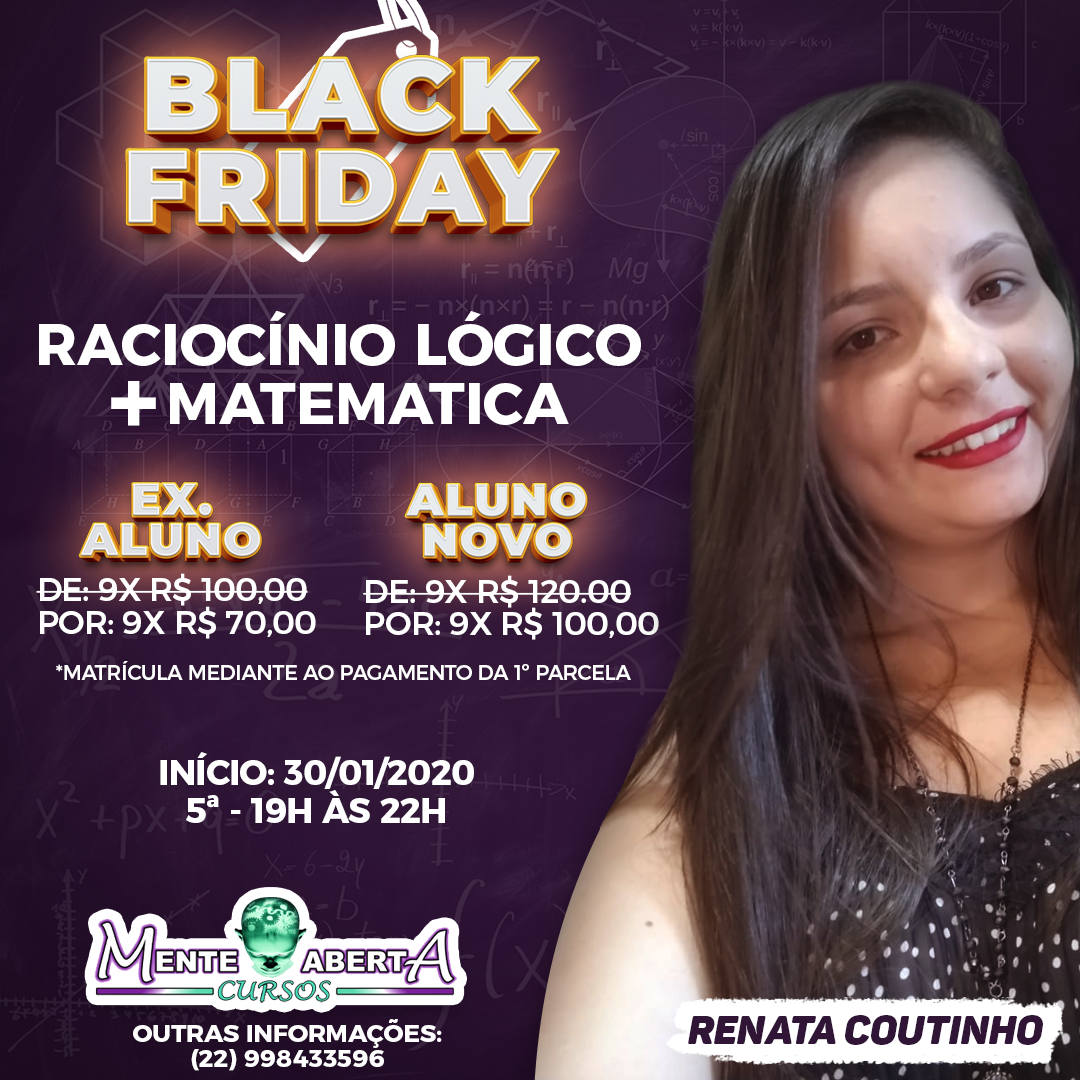 BLACK
FRIDAY
RACIOCÍNIO LÓGICO
+MATEMATICA
EX.
ALUNO
DE: 9X R$ 100,00
POR: 9X R$ 70,00
ALUNO
NOVO
DE: 9X R$ 120.00
POR: 9X R$ 100,00
*MATRÍCULA MEDIANTE AO PAGAMENTO DA 1º PARCELA
INÍCIO: 30/01/2020
5ª - 19H ÀS 22H
MENTE ABERTA
CURSOS
OUTRAS INFORMAÇÕES:
(22) 998433596
RENATA COUTINHO